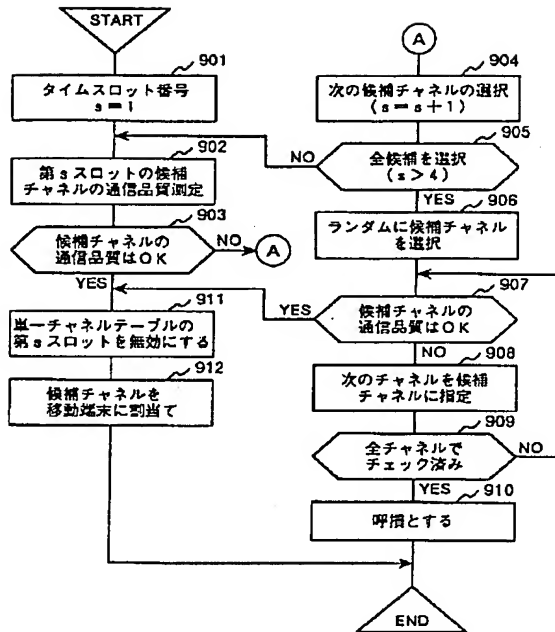 START
901
タイムスロット番号
s=1
902
第sスロットの候補
チャネルの通信品質測定
903
候補チャネルの
通信品質はOK
NO
A
YES
911
単一チャネルテーブルの
第sスロットを無効にする
912
候補チャネルを
移動端末に割当て
A
904
次の候補チャネルの選択
(s=s+1)
905
全候補を選択
(s>4)
NO
YES
906
ランダムに候補チャネル
を選択
907
候補チャネルの
通信品質はOK
YES
NO
908
次のチャネルを候補
チャネルに指定
909
全チャネルで
チェック済み
NO
YES
910
呼損とする
END